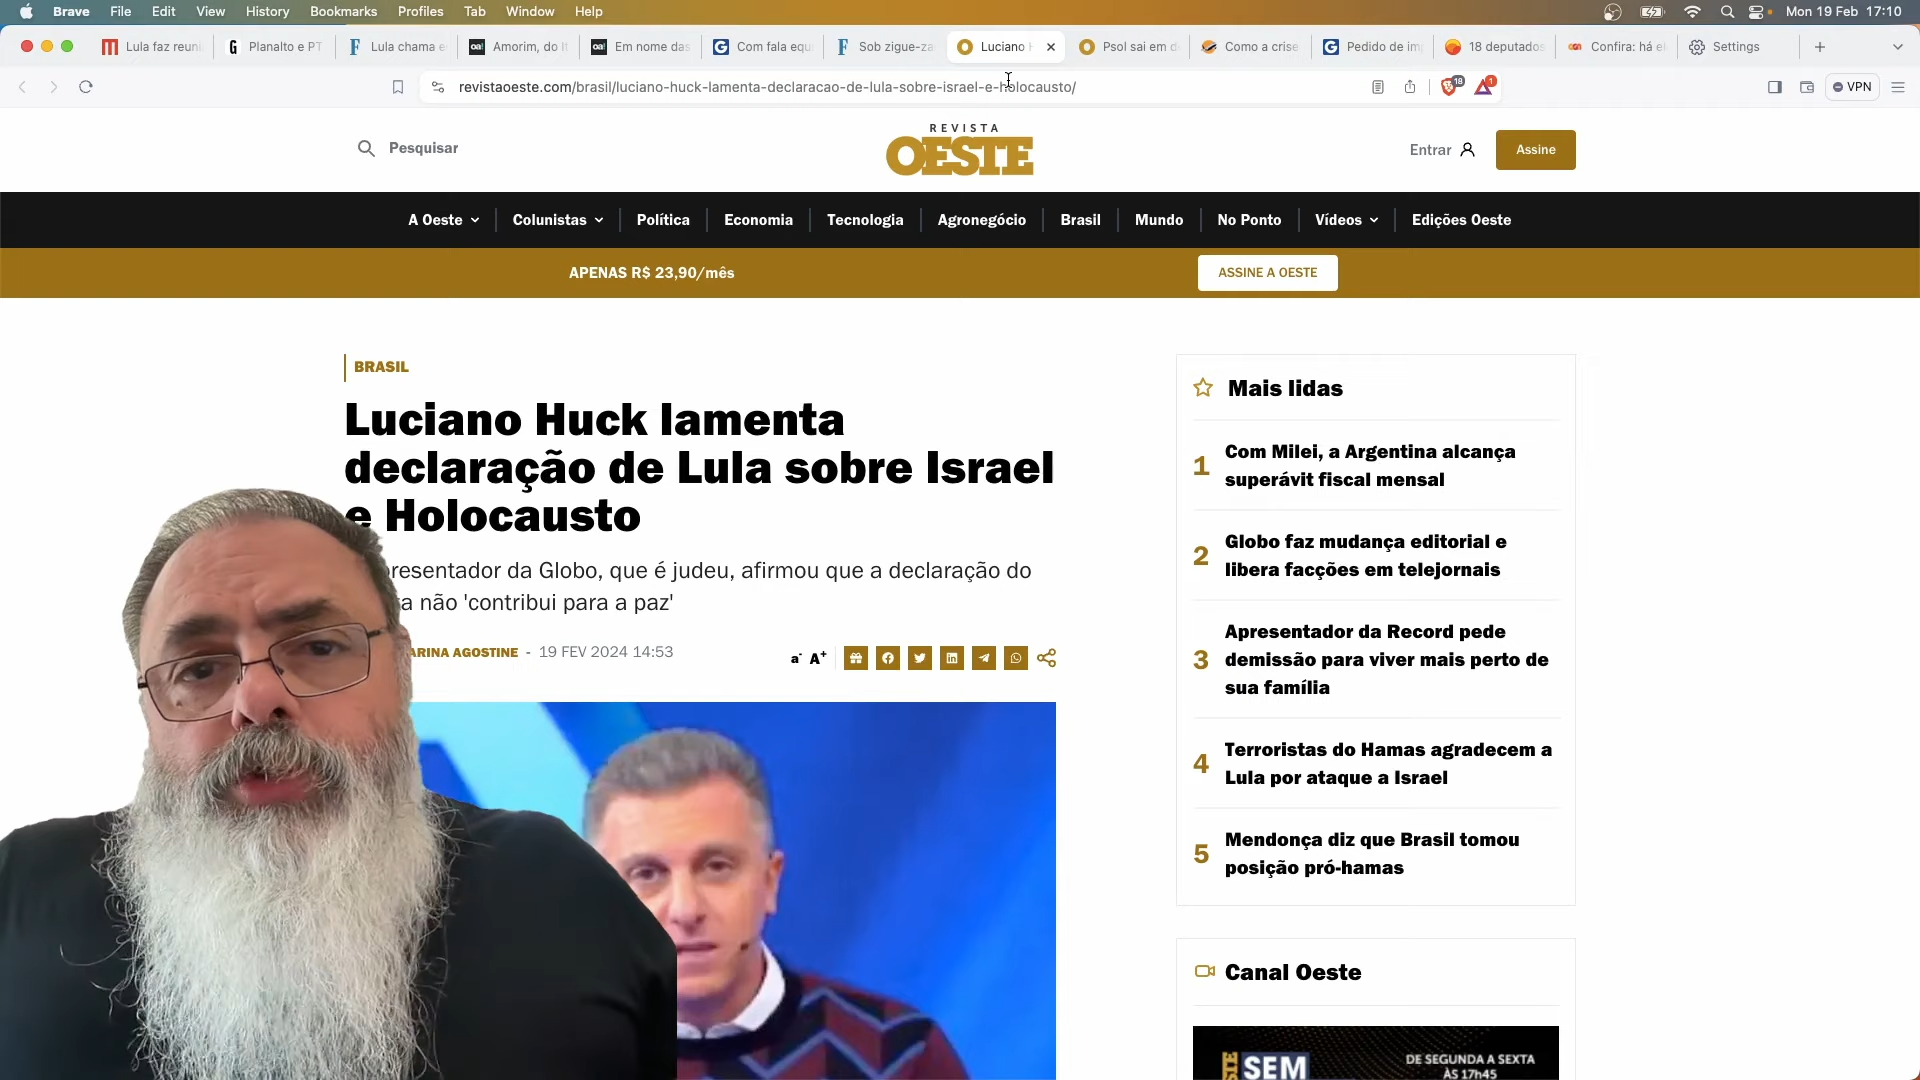 Brave File Edit View History Bookmarks Profiles Tab Window Help Mon 19 Feb 17:10
Lula faz reuni Planalto e PT Lula chama e Amorim, do It Em nome das Com fala equ Sob zigue-za Luciano H Psol sai em d Como a crise Pedido de im 18 deputados Confira: há el Settings
revistaoeste.com/brasil/luciano-huck-lamenta-declaracao-de-lula-sobre-israel-e-holocausto/ 18 1 VPN
Pesquisar
REVISTA
OESTE
Entrar
Assine
A Oeste Colunistas Política Economia Tecnologia Agronegócio Brasil Mundo No Ponto Vídeos Edições Oeste
APENAS R$ 23,90/mês ASSINE A OESTE
BRASIL
Luciano Huck lamenta
declaração de Lula sobre Israel
e Holocausto
presentador da Globo, que é judeu, afirmou que a declaração do
a não 'contribui para a paz'
ARINA AGOSTINE - 19 FEV 2024 14:53
a- A+
Mais lidas
1 Com Milei, a Argentina alcança
superávit fiscal mensal
2 Globo faz mudança editorial e
libera facções em telejornais
3 Apresentador da Record pede
demissão para viver mais perto de
sua família
4 Terroristas do Hamas agradecem a
Lula por ataque a Israel
5 Mendonça diz que Brasil tomou
posição pró-hamas
Canal Oeste
OESTE SEM
DE SEGUNDA A SEXTA
ÀS 17h45